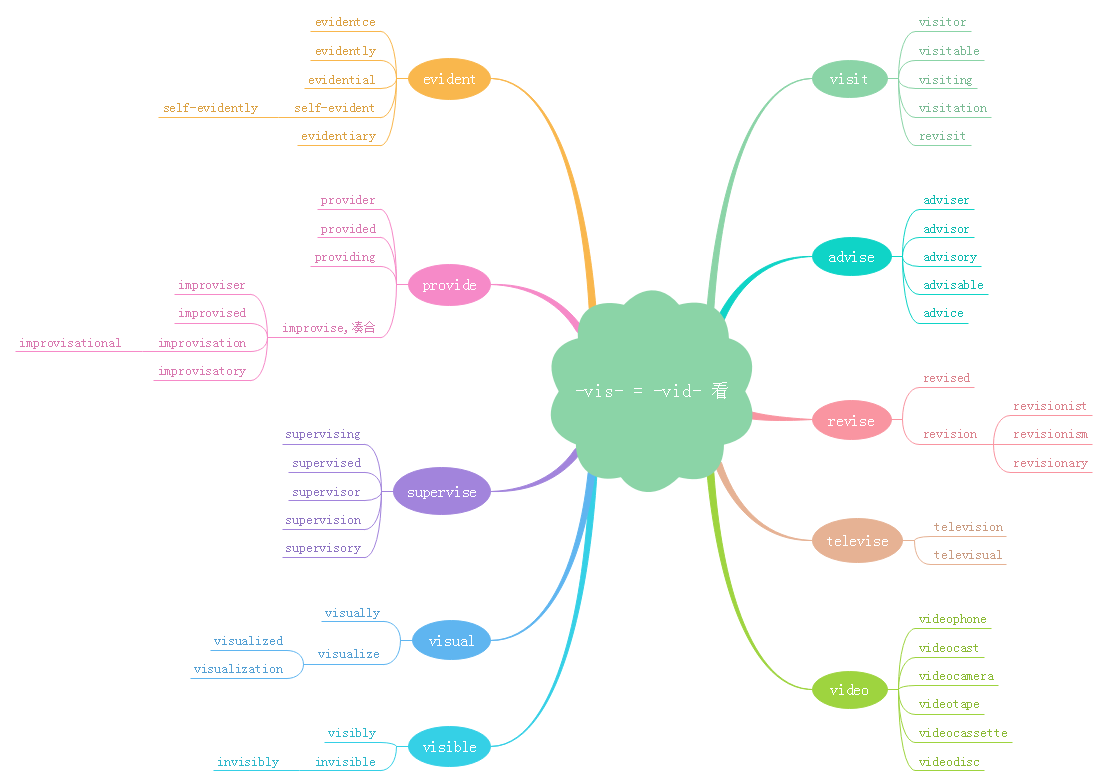 -vis- = -vid- 看
visit
visitor
visitable
visiting
visitation
revisit
advise
adviser
advisor
advisory
advisable
advice
revise
revised
revision
revisionist
revisionism
revisionary
televise
television
televisual
video
videophone
videocast
videocamera
videotape
videocassette
videodisc
evident
evidentce
evidently
evidential
self-evident
self-evidently
evidentiary
provide
provider
provided
providing
improvise,凑合
improviser
improvised
improvisation
improvisational
improvisatory
supervise
supervising
supervised
supervisor
supervision
supervisory
visual
visually
visualize
visualized
visualization
visible
visibly
invisible
invisibly